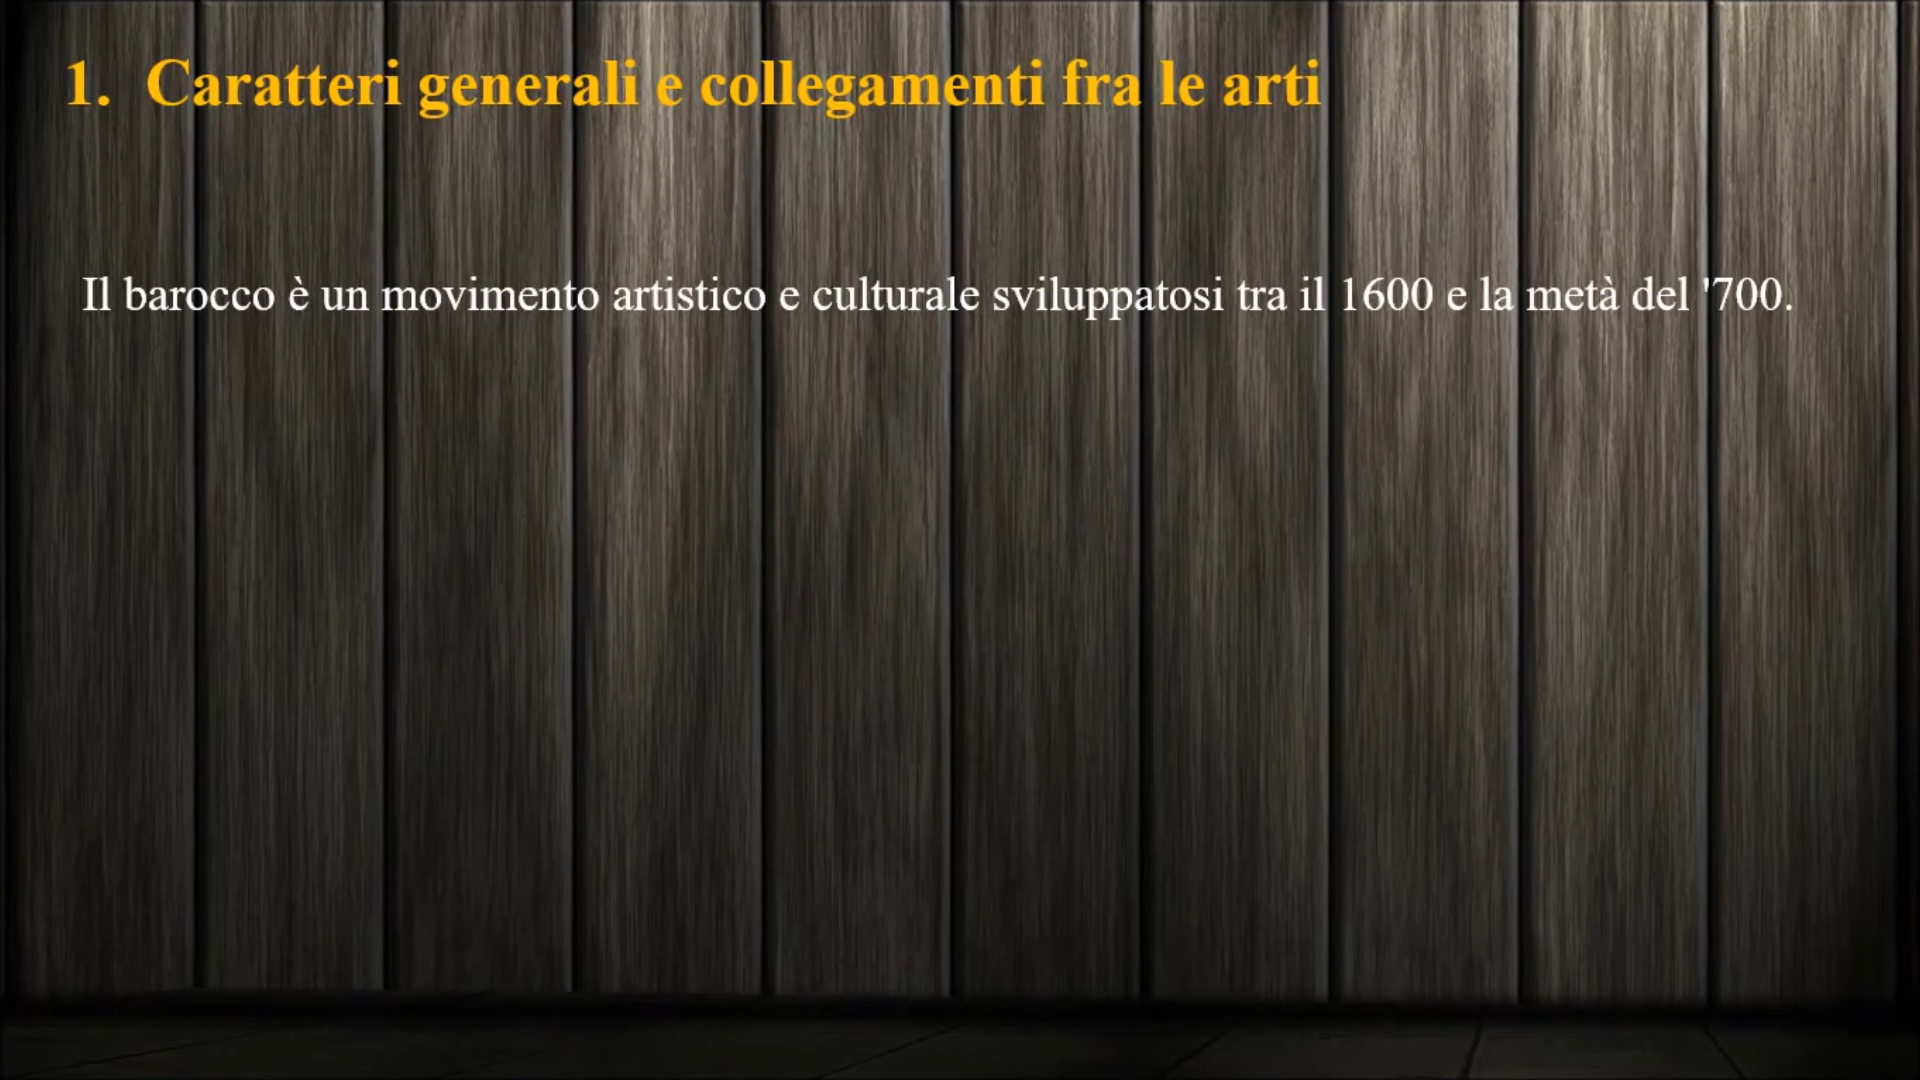 1. Caratteri generali e collegamenti fra le arti
Il barocco è un movimento artistico e culturale sviluppatosi tra il 1600 e la metà del '700.